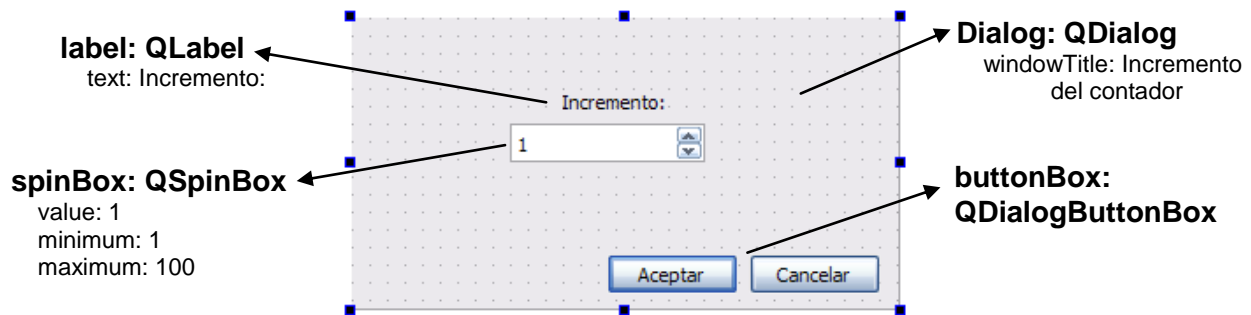 label: QLabel
text: Incremento:
Dialog: QDialog
windowTitle: Incremento
del contador
Incremento:
1
spinBox: QSpinBox
value: 1
minimum: 1
maximum: 100
buttonBox:
QDialogButtonBox
Aceptar
Cancelar